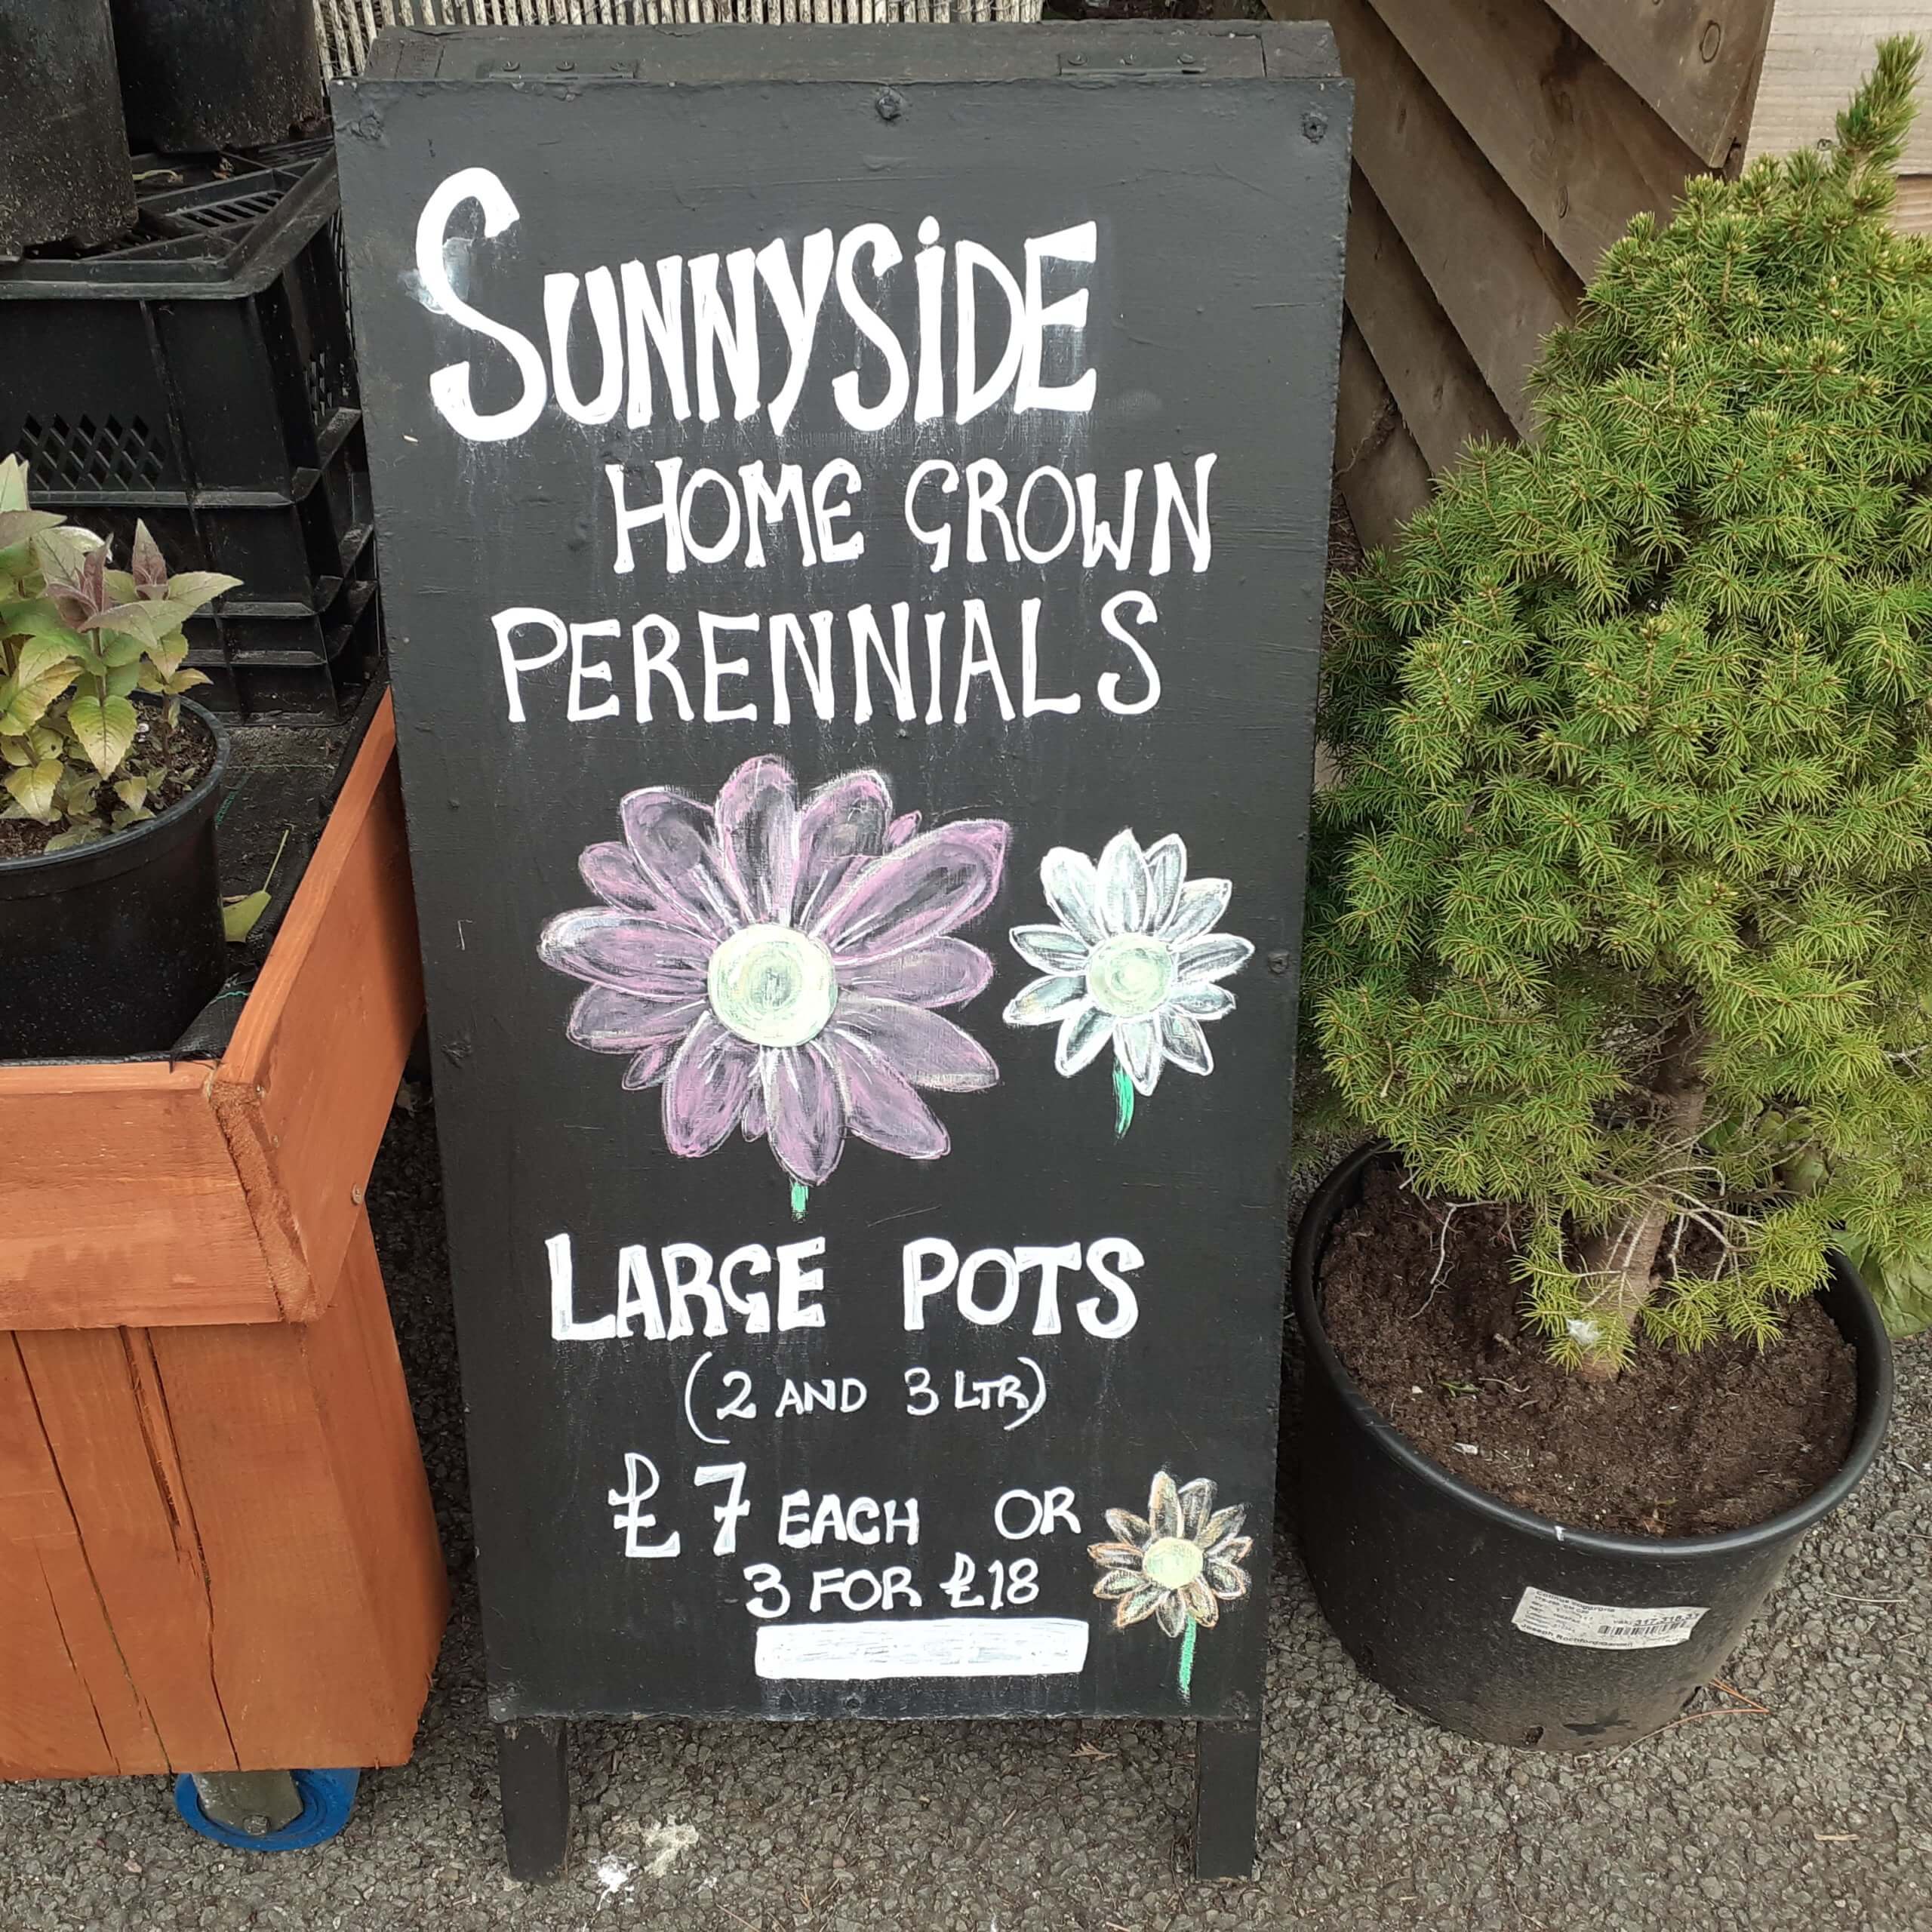 SUNNYSiDE
HOME GROWN
PERENNIALS
LARGE POTS
(2 AND 3 LTR)
£7 EACH OR
3 FOR £18